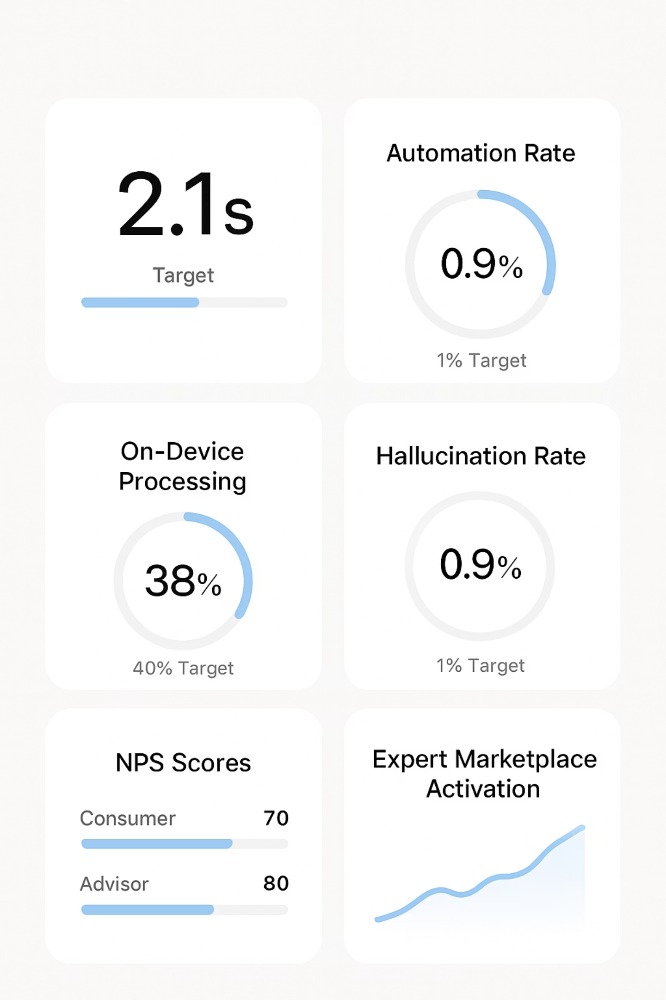 2.1s
Target
Automation Rate
0.9%
1% Target
On-Device
Processing
38%
40% Target
Hallucination Rate
0.9%
1% Target
NPS Scores
Consumer 70
Advisor 80
Expert Marketplace
Activation